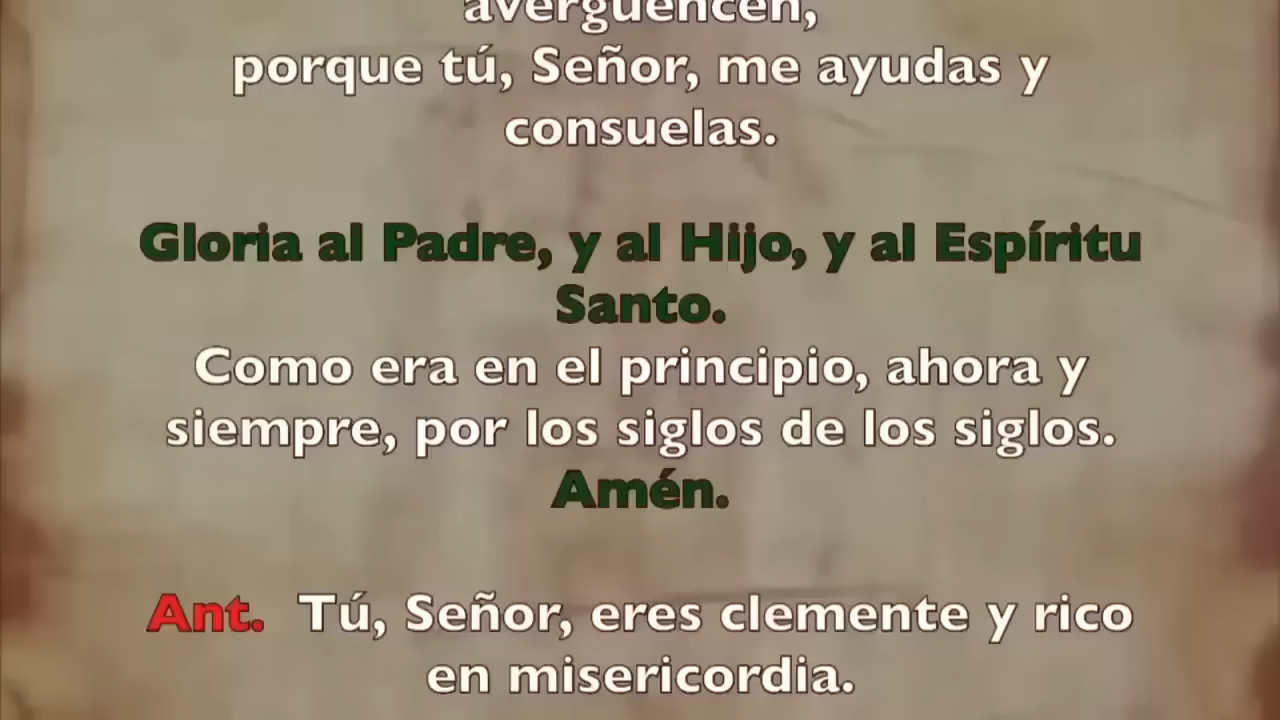 avergüencen,
porque tú, Señor, me ayudas y
consuelas.
Gloria al Padre, y al Hijo, y al Espíritu
Santo.
Como era en el principio, ahora y
siempre, por los siglos de los siglos.
Amén.
Ant. Tú, Señor, eres clemente y rico
en misericordia.